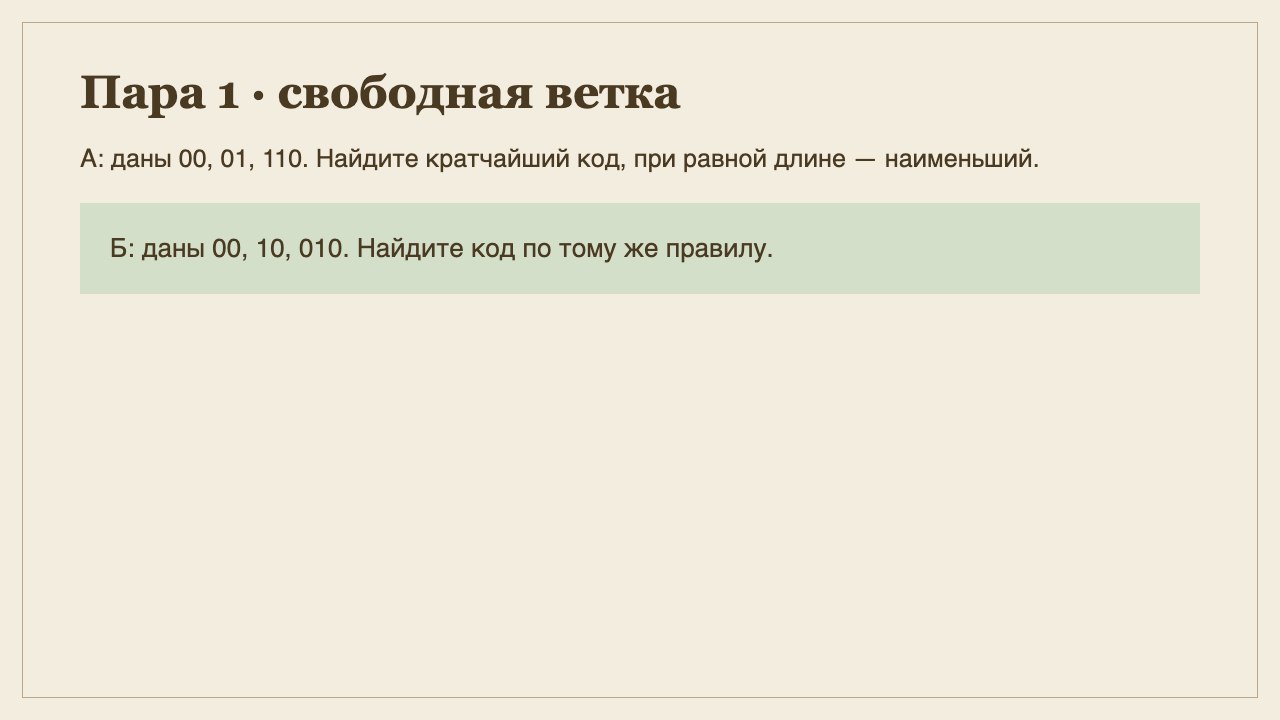 Пара 1 · свободная ветка
А: даны 00, 01, 110. Найдите кратчайший код, при равной длине — наименьший.
Б: даны 00, 10, 010. Найдите код по тому же правилу.